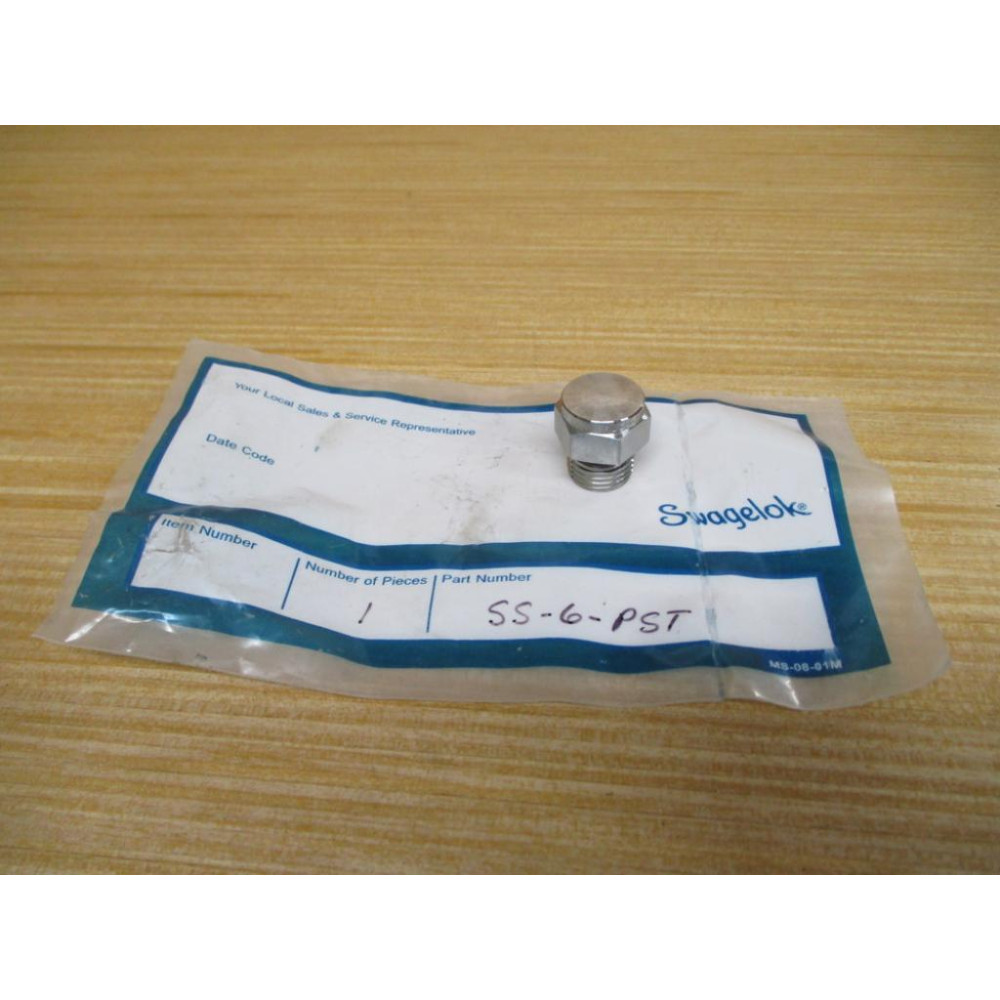 Your Local Sales & Service Representative
Date Code
Swagelok®
Item Number
Number of Pieces
Part Number
1
SS-6-PST
MS-08-01M